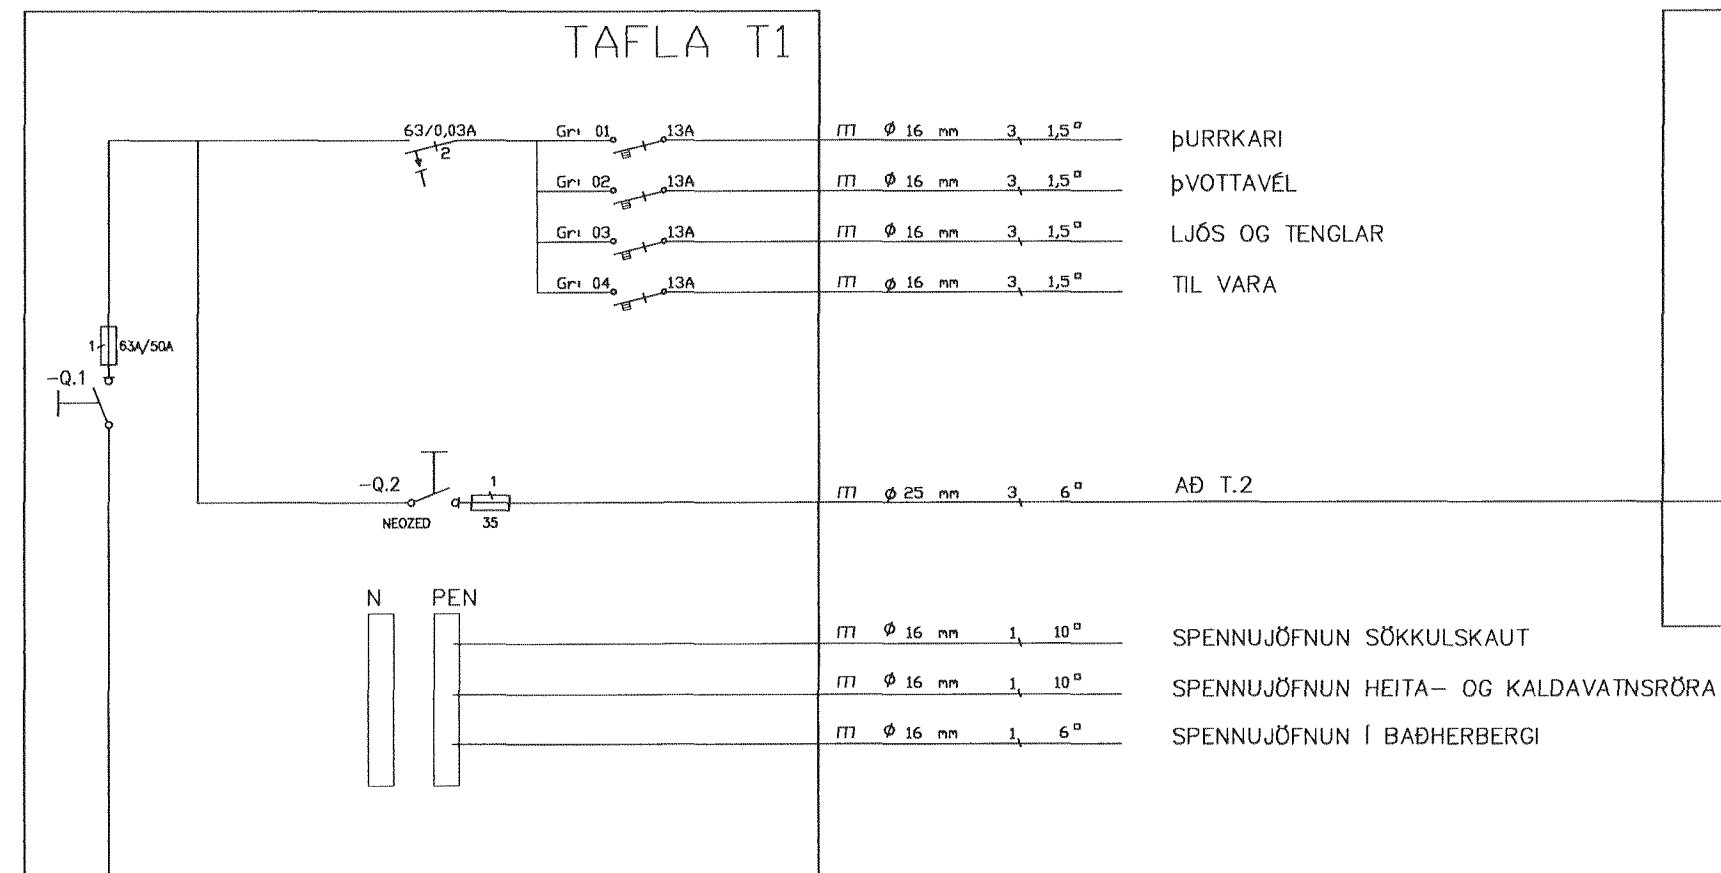 TAFLA T1
63/0,03A
2
Gr: 01 13A ø 16 mm 3 1,5▫ ÞURRKARI
Gr: 02 13A ø 16 mm 3 1,5▫ ÞVOTTAVÉL
Gr: 03 13A ø 16 mm 3 1,5▫ LJÓS OG TENGLAR
Gr: 04 13A ø 16 mm 3 1,5▫ TIL VARA
1 63A/50A
-Q.1
-Q.2 1 ø 25 mm 3 6▫ AÐ T.2
NEOZED 35
N PEN
ø 16 mm 1 10▫ SPENNUJÖFNUN SÖKKULSKAUT
ø 16 mm 1 10▫ SPENNUJÖFNUN HEITA- OG KALDAVATNSRÖRA
ø 16 mm 1 6▫ SPENNUJÖFNUN Í BAÐHERBERGI